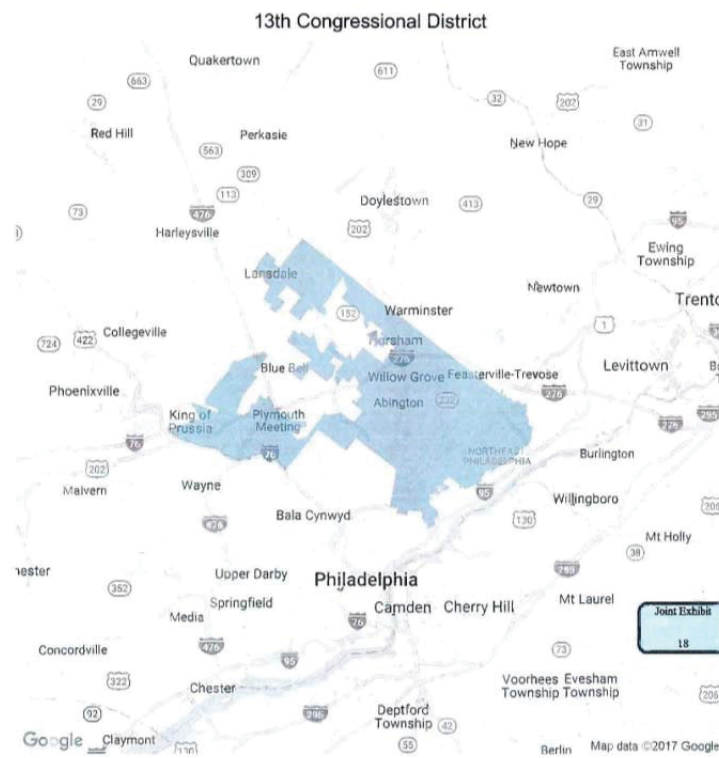 13th Congressional District
East Amwell
Township
Quakertown
611
663
32
202
29
31
Red Hill
Perkasie
563
New Hope
309
113
Doylestown
29
73
476
413
95
202
Harleysville
Ewing
Township
Lansdale
Newtown
Trento
152
Warminster
1
Collegeville
422
724
Horsham
276
Blue Bell
Levittown
Willow Grove
Feasterville-Trevose
Phoenixville
276
Abington
232
295
King of
Prussia
Plymouth
Meeting
276
76
NORTHEAST
PHILADELPHIA
76
Burlington
202
Wayne
Malvern
95
Willingboro
Bala Cynwyd
130
206
476
Mt Holly
38
hester
295
Upper Darby
Philadelphia
352
Springfield
Mt Laurel
Camden
Cherry Hill
Joint Exhibit
Media
76
18
476
73
Concordville
95
322
Voorhees
Township
Evesham
Township
Chester
206
92
295
Deptford
Township
42
Google
Claymont
130
55
Berlin
Map data ©2017 Google